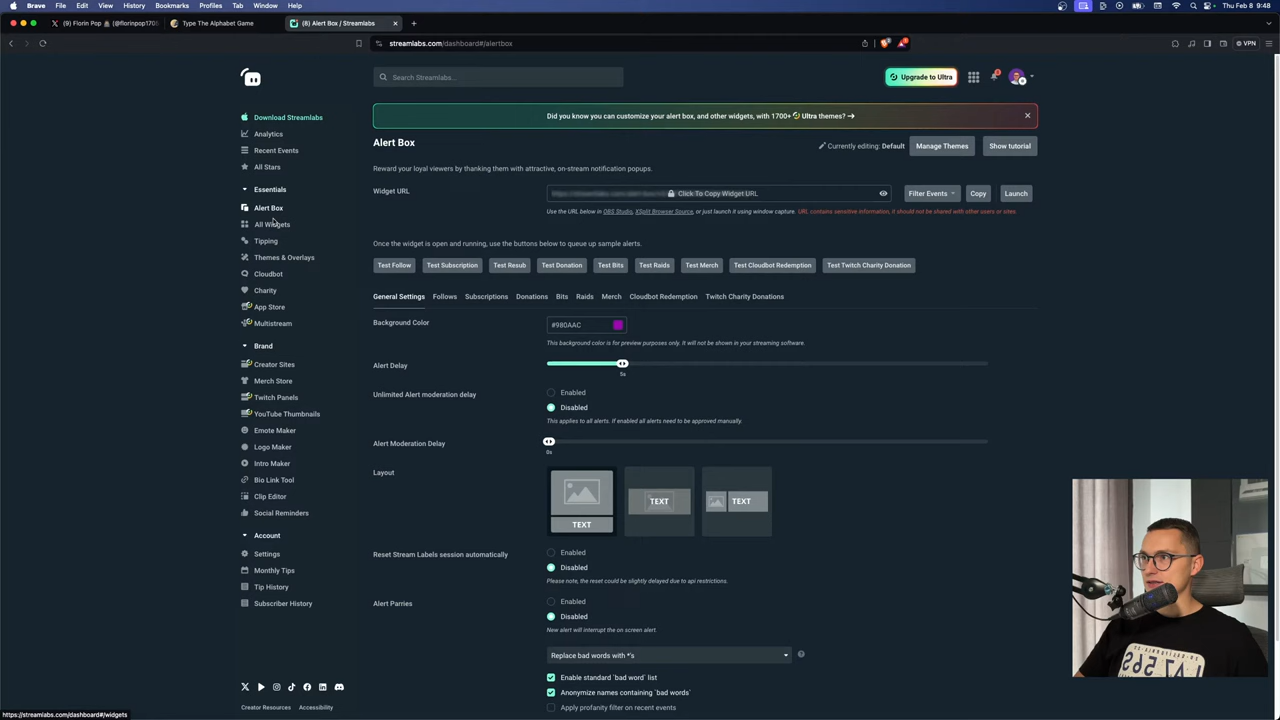 Brave File Edit View History Bookmarks Profiles Tab Window Help
Thu Feb 8 9:48
(9) Florin Pop
Type The Alphabet Game
(8) Alert Box / Streamlabs
streamlabs.com/dashboard#/alertbox
VPN
Search Streamlabs...
Upgrade to Ultra
Download Streamlabs
Analytics
Recent Events
All Stars
Essentials
Alert Box
All Widgets
Tipping
Themes & Overlays
Cloudbot
Charity
App Store
Multistream
Brand
Creator Sites
Merch Store
Twitch Panels
YouTube Thumbnails
Emote Maker
Logo Maker
Intro Maker
Bio Link Tool
Clip Editor
Social Reminders
Account
Settings
Monthly Tips
Tip History
Subscriber History
Creator Resources Accessibility
https://streamlabs.com/dashboard#/widgets
Did you know you can customize your alert box, and other widgets, with 1700+ Ultra themes?
Alert Box
Currently editing: Default
Manage Themes
Show tutorial
Reward your loyal viewers by thanking them with attractive, on-stream notification popups.
Widget URL
Click To Copy Widget URL
Filter Events
Copy
Launch
Use the URL below in OBS Studio, XSplit Browser Source, or just launch it using window capture. URL contains sensitive information, it should not be shared with other users or sites.
Once the widget is open and running, use the buttons below to queue up sample alerts.
Test Follow Test Subscription Test Resub Test Donation Test Bits Test Raids Test Merch Test Cloudbot Redemption Test Twitch Charity Donation
General Settings Follows Subscriptions Donations Bits Raids Merch Cloudbot Redemption Twitch Charity Donations
Background Color
#980AAC
This background color is for preview purposes only. It will not be shown in your streaming software.
Alert Delay
5s
Unlimited Alert moderation delay
Enabled
Disabled
This applies to all alerts. If enabled all alerts need to be approved manually.
Alert Moderation Delay
0s
Layout
TEXT
TEXT
TEXT
Reset Stream Labels session automatically
Enabled
Disabled
Please note, the reset could be slightly delayed due to api restrictions.
Alert Parries
Enabled
Disabled
New alert will interrupt the on screen alert.
Replace bad words with *'s
Enable standard `bad word` list
Anonymize names containing `bad words`
Apply profanity filter on recent events